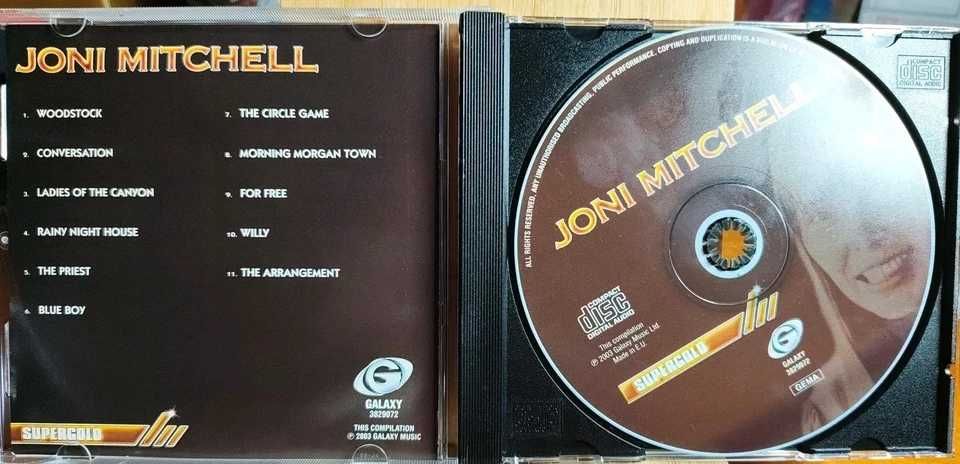 JONI MITCHELL
1. WOODSTOCK
2. CONVERSATION
3. LADIES OF THE CANYON
4. RAINY NIGHT HOUSE
5. THE PRIEST
6. BLUE BOY
7. THE CIRCLE GAME
8. MORNING MORGAN TOWN
9. FOR FREE
10. WILLY
11. THE ARRANGEMENT
G
GALAXY
3829072
THIS COMPILATION
℗ 2003 GALAXY MUSIC
SUPERGOLD
ALL RIGHTS RESERVED. ANY UNAUTHORISED BROADCASTING, PUBLIC PERFORMANCE, COPYING AND DUPLICATION IS A VIOLATION OF
JONI MITCHELL
COMPACT
disc
DIGITAL AUDIO
This compilation
℗ 2003 Galaxy Music Ltd.
Made in E.U.
SUPERGOLD
G
GALAXY
3829072
GEMA
COMPACT
disc
DIGITAL AUDIO